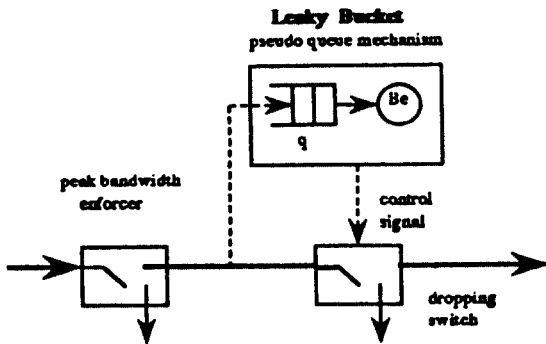 Leaky Bucket
pseudo queue mechanism
Be
q
peak bandwidth
enforcer
control
signal
dropping
switch